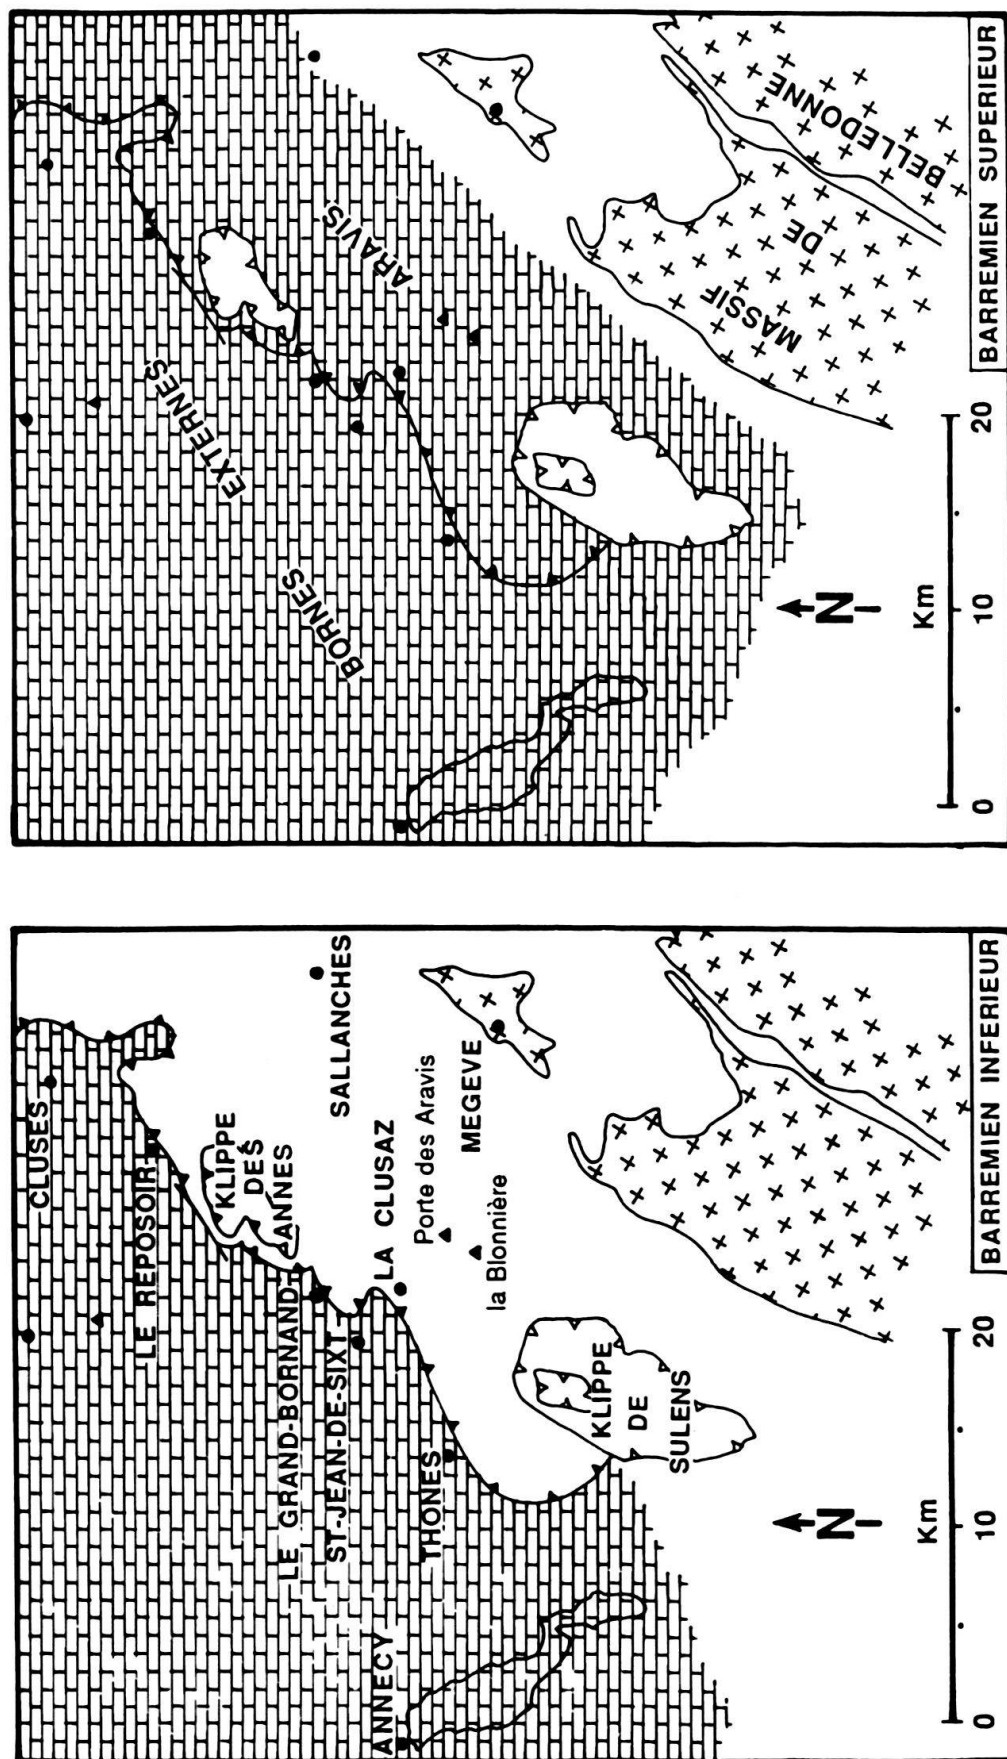 CLUSES
LE REPOSOIR
KLIPPE
DES
ANNES
LE GRAND-BORNAND
SALLANCHES
ST-JEAN-DE-SIXT
LA CLUSAZ
ANNECY
THONES
Porte des Aravis
MEGEVE
la Blonnière
KLIPPE
DE
SULENS
N
Km
0 10 20
BARREMIEN INFERIEUR
EXTERNES
ARAVIS
BORNES
MASSIF
DE
BELLEDONNE
N
Km
0 10 20
BARREMIEN SUPERIEUR